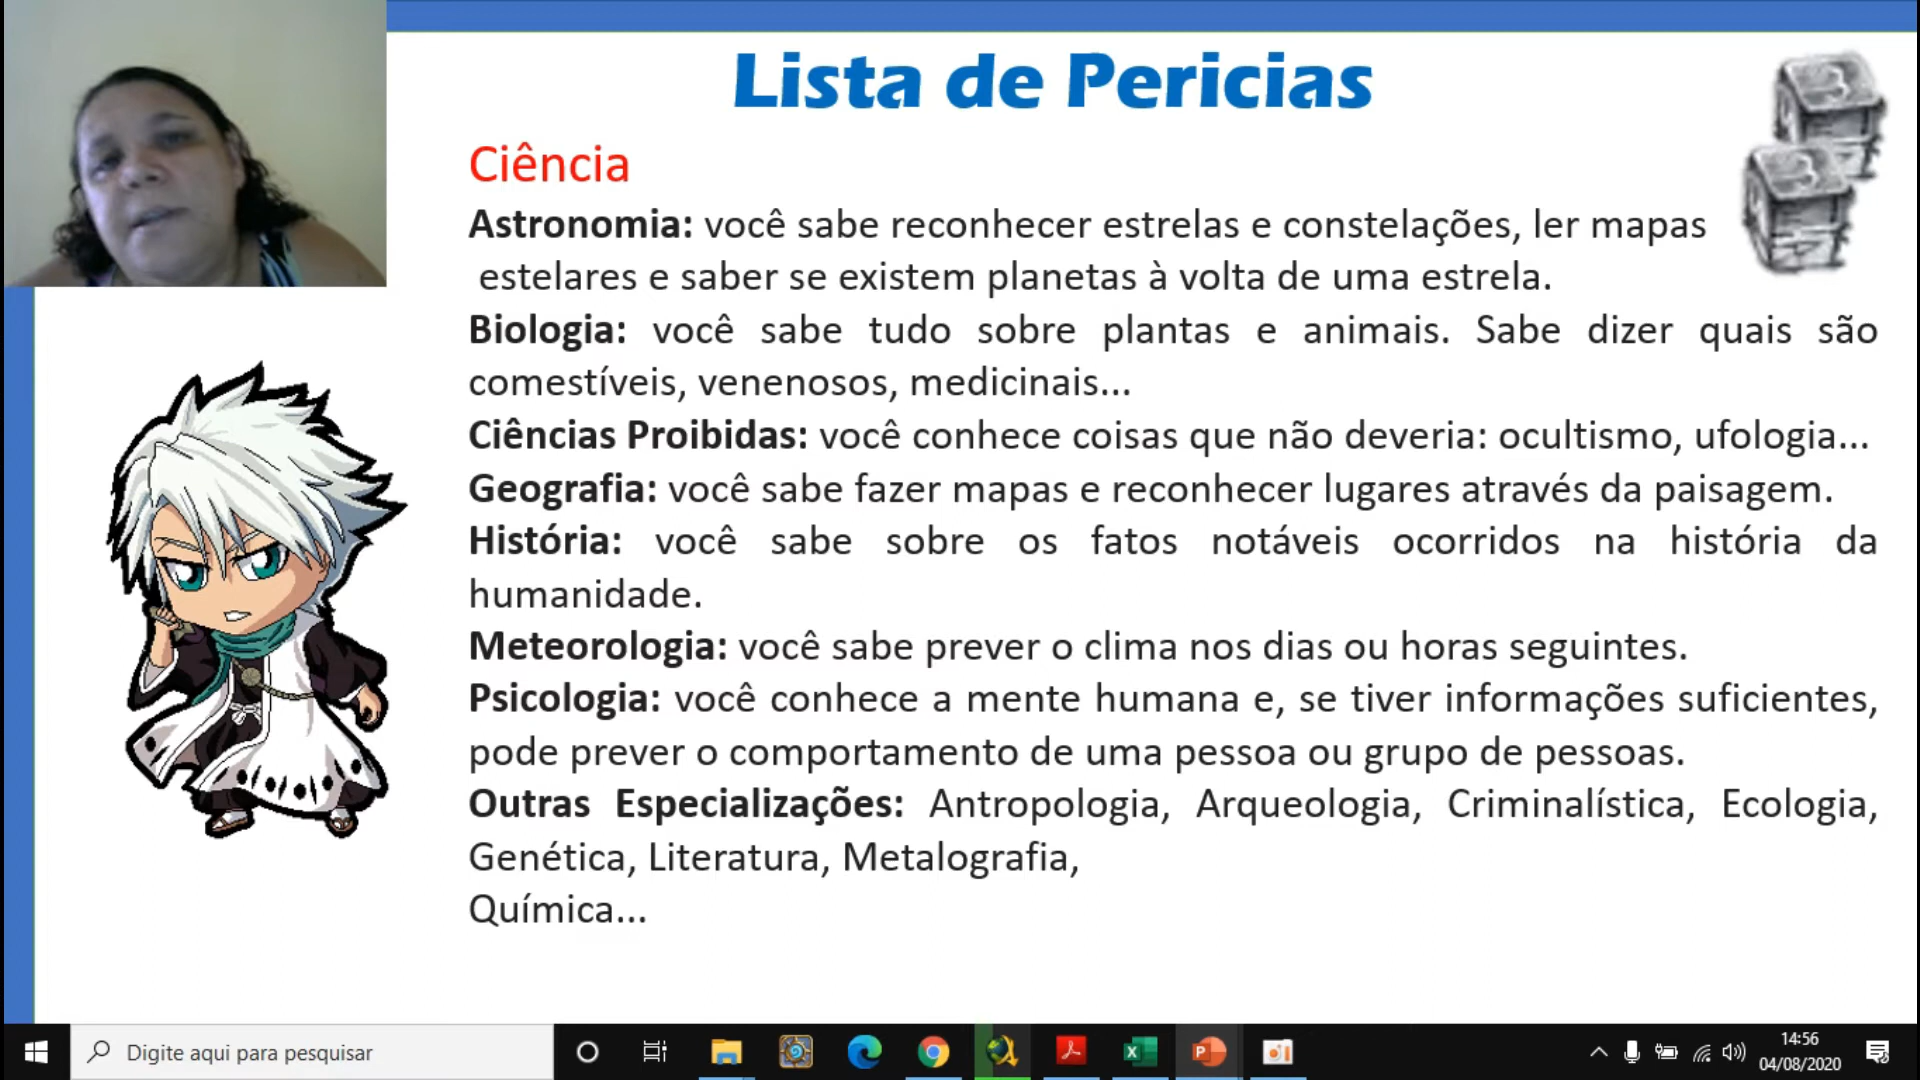 Lista de Pericias
Ciência
Astronomia: você sabe reconhecer estrelas e constelações, ler mapas
estelares e saber se existem planetas à volta de uma estrela.
Biologia: você sabe tudo sobre plantas e animais. Sabe dizer quais são
comestíveis, venenosos, medicinais...
Ciências Proibidas: você conhece coisas que não deveria: ocultismo, ufologia...
Geografia: você sabe fazer mapas e reconhecer lugares através da paisagem.
História: você sabe sobre os fatos notáveis ocorridos na história da
humanidade.
Meteorologia: você sabe prever o clima nos dias ou horas seguintes.
Psicologia: você conhece a mente humana e, se tiver informações suficientes,
pode prever o comportamento de uma pessoa ou grupo de pessoas.
Outras Especializações: Antropologia, Arqueologia, Criminalística, Ecologia,
Genética, Literatura, Metalografia,
Química...
Digite aqui para pesquisar
14:56
04/08/2020